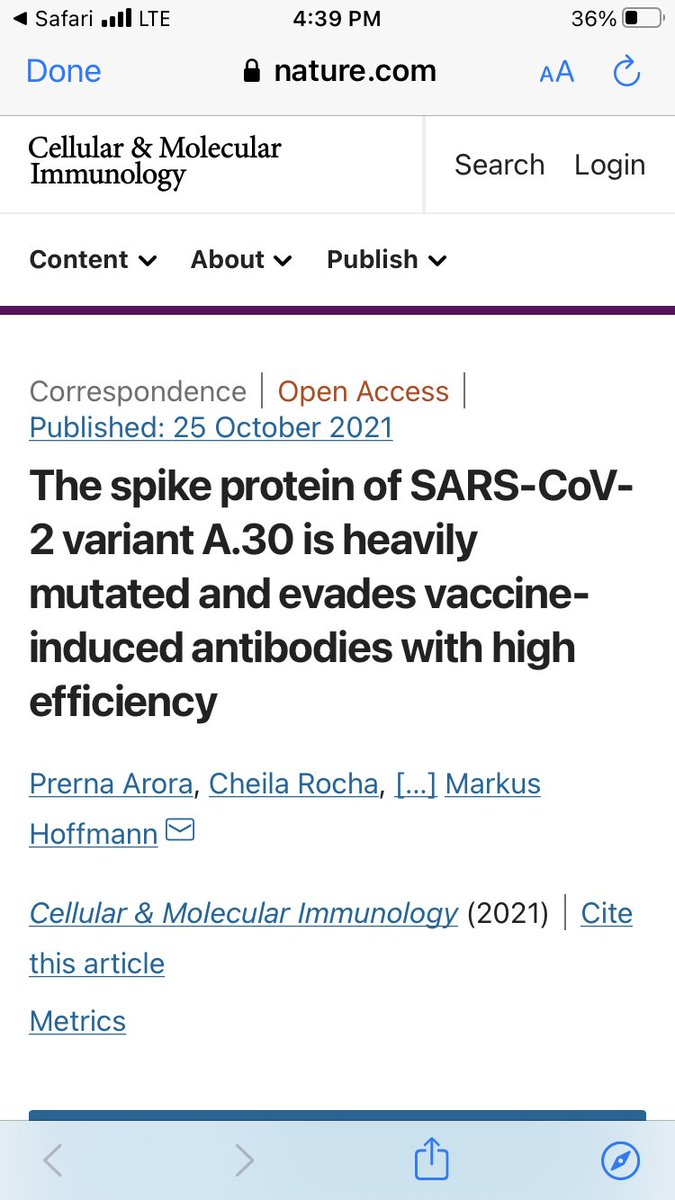 Safari LTE 4:39 PM 36%
Done nature.com AA
Cellular & Molecular
Immunology
Search Login
Content About Publish
Correspondence | Open Access |
Published: 25 October 2021
The spike protein of SARS-CoV-
2 variant A.30 is heavily
mutated and evades vaccine-
induced antibodies with high
efficiency
Prerna Arora, Cheila Rocha, [...] Markus
Hoffmann
Cellular & Molecular Immunology (2021) | Cite
this article
Metrics